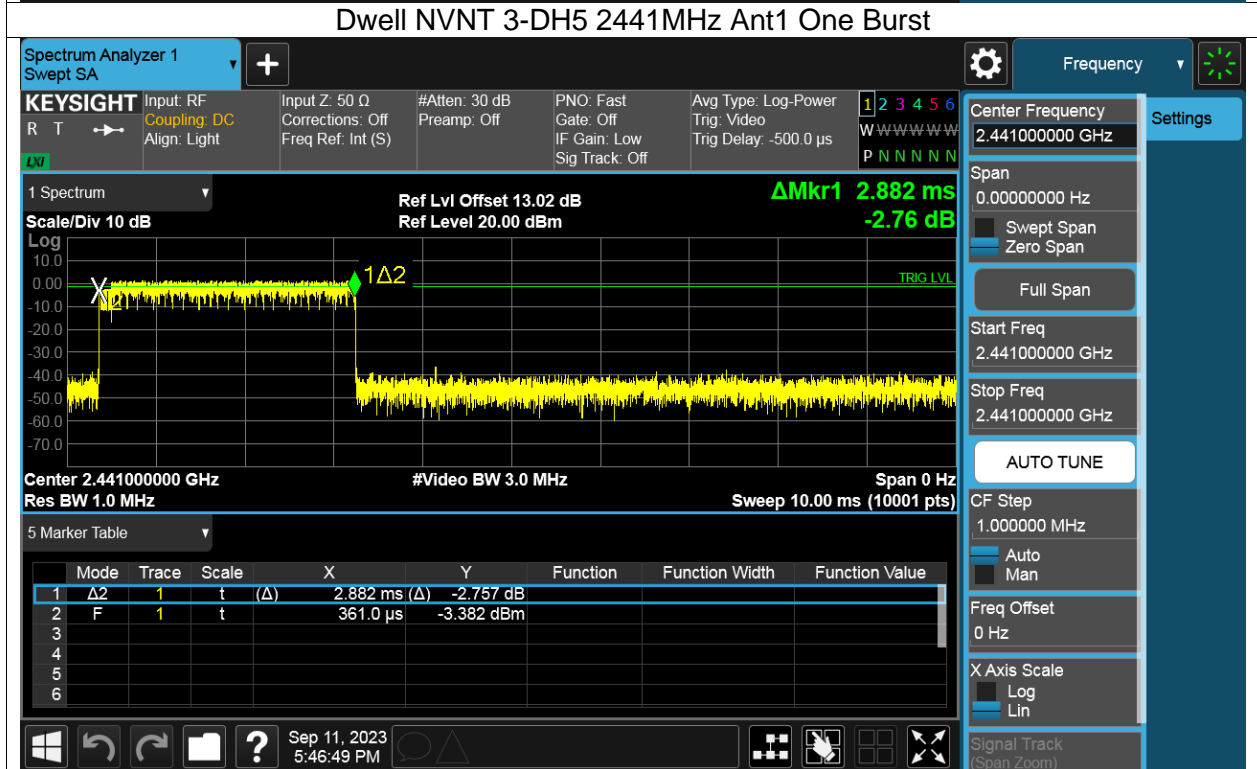 Dwell NVNT 3-DH5 2441MHz Ant1 One Burst
Spectrum Analyzer 1
Swept SA
Frequency
KEYSIGHT
R T
LXI
Input: RF
Coupling: DC
Align: Light
Input Z: 50 Ω
Corrections: Off
Freq Ref: Int (S)
#Atten: 30 dB
Preamp: Off
PNO: Fast
Gate: Off
IF Gain: Low
Sig Track: Off
Avg Type: Log-Power
Trig: Video
Trig Delay: -500.0 µs
1 2 3 4 5 6
W W W W W W
P N N N N N
1 Spectrum
Scale/Div 10 dB
Ref Lvl Offset 13.02 dB
Ref Level 20.00 dBm
ΔMkr1 2.882 ms
-2.76 dB
Log
10.0
0.00
-10.0
-20.0
-30.0
-40.0
-50.0
-60.0
-70.0
X2
1Δ2
TRIG LVL
Center 2.441000000 GHz
Res BW 1.0 MHz
#Video BW 3.0 MHz
Span 0 Hz
Sweep 10.00 ms (10001 pts)
5 Marker Table
Mode Trace Scale X Y Function Function Width Function Value
1 Δ2 1 t (Δ) 2.882 ms (Δ) -2.757 dB
2 F 1 t 361.0 µs -3.382 dBm
3
4
5
6
Sep 11, 2023
5:46:49 PM
Center Frequency
2.441000000 GHz
Settings
Span
0.00000000 Hz
Swept Span
Zero Span
Full Span
Start Freq
2.441000000 GHz
Stop Freq
2.441000000 GHz
AUTO TUNE
CF Step
1.000000 MHz
Auto
Man
Freq Offset
0 Hz
X Axis Scale
Log
Lin
Signal Track
(Span Zoom)